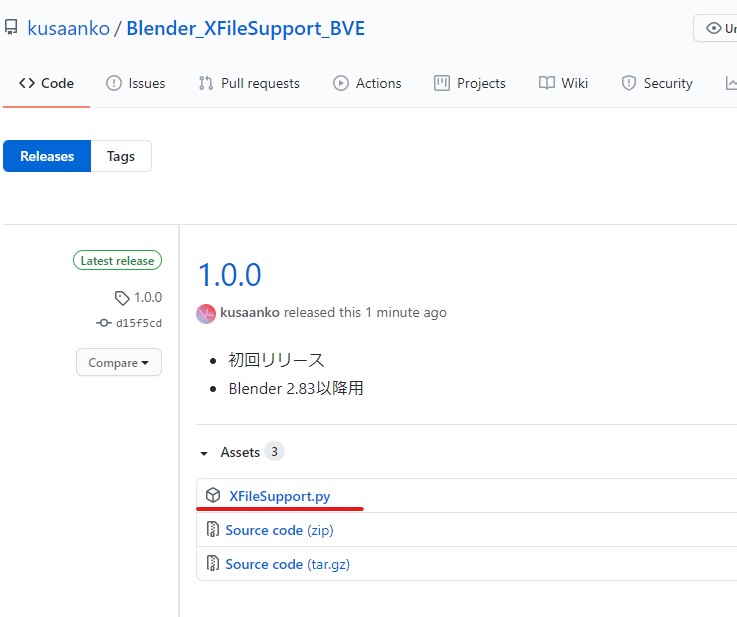 kusaanko / Blender_XFileSupport_BVE
Code Issues Pull requests Actions Projects Wiki Security
Releases Tags
Latest release
1.0.0
d15f5cd
Compare
1.0.0
kusaanko released this 1 minute ago
初回リリース
Blender 2.83以降用
Assets 3
XFileSupport.py
Source code (zip)
Source code (tar.gz)